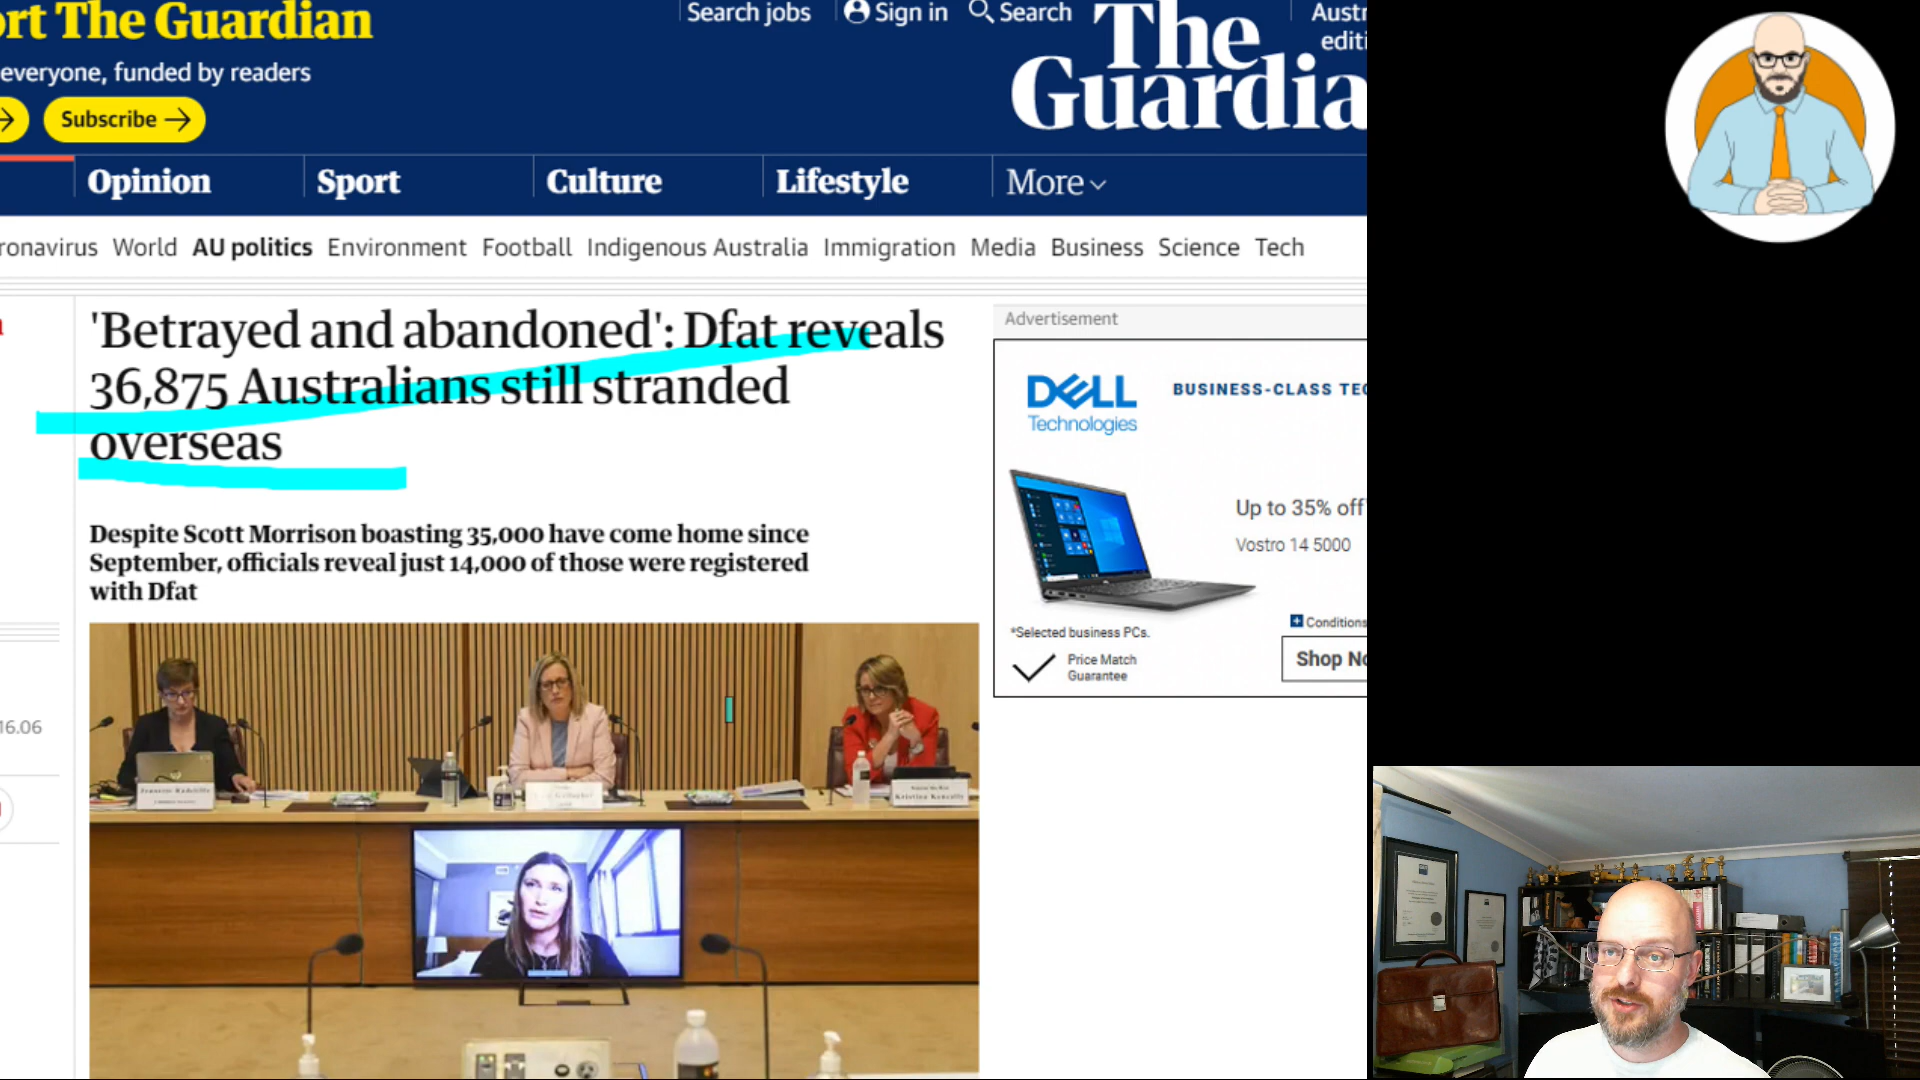 ort The Guardian
everyone, funded by readers
Subscribe
Search jobs
Sign in
Search
The
Guardia
Austr
editi
Opinion
Sport
Culture
Lifestyle
More
ronavirus World AU politics Environment Football Indigenous Australia Immigration Media Business Science Tech
'Betrayed and abandoned': Dfat reveals
36,875 Australians still stranded
overseas
Despite Scott Morrison boasting 35,000 have come home since
September, officials reveal just 14,000 of those were registered
with Dfat
16.06
Kristina Keneally
Advertisement
DELL
Technologies
BUSINESS-CLASS TEC
Up to 35% off
Vostro 14 5000
Conditions
*Selected business PCs.
Price Match
Guarantee
Shop No